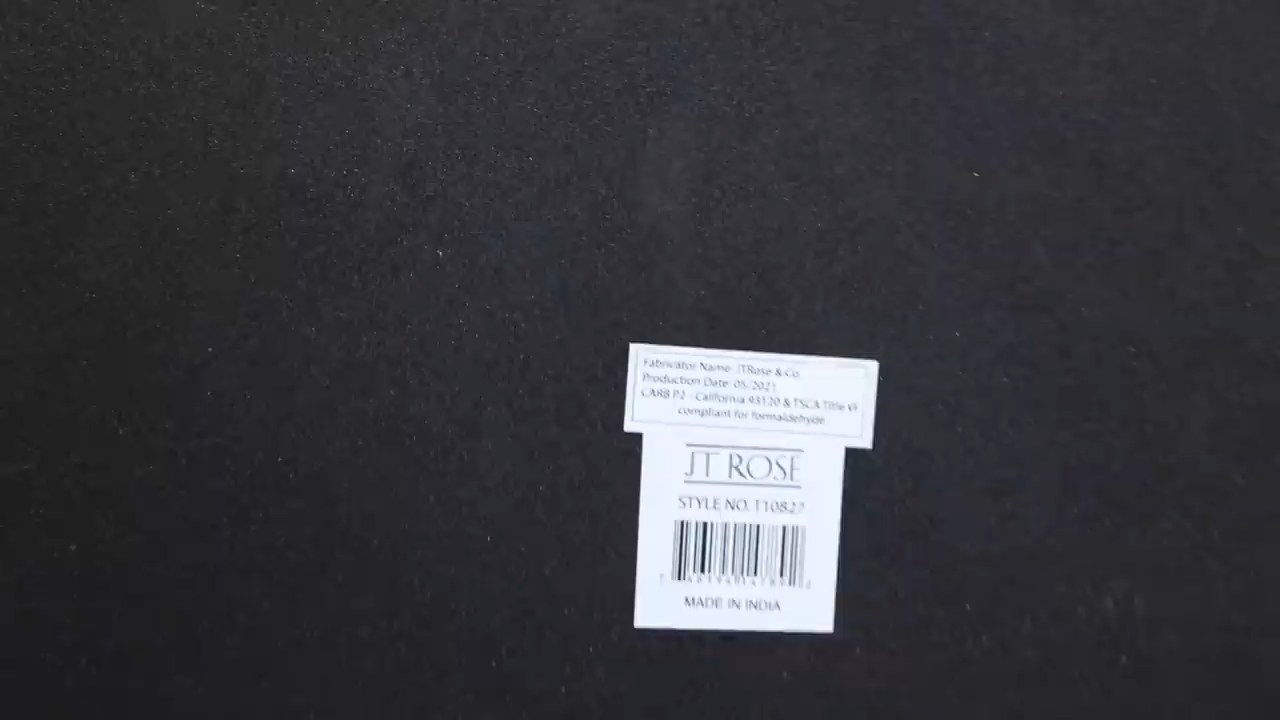 Fabricator Name: JTRose & Co
Production Date: 05/2021
CARB P2 - California 93120 & TSCA Title VI
compliant for formaldehyde
JT ROSE
STYLE NO. T10827
MADE IN INDIA